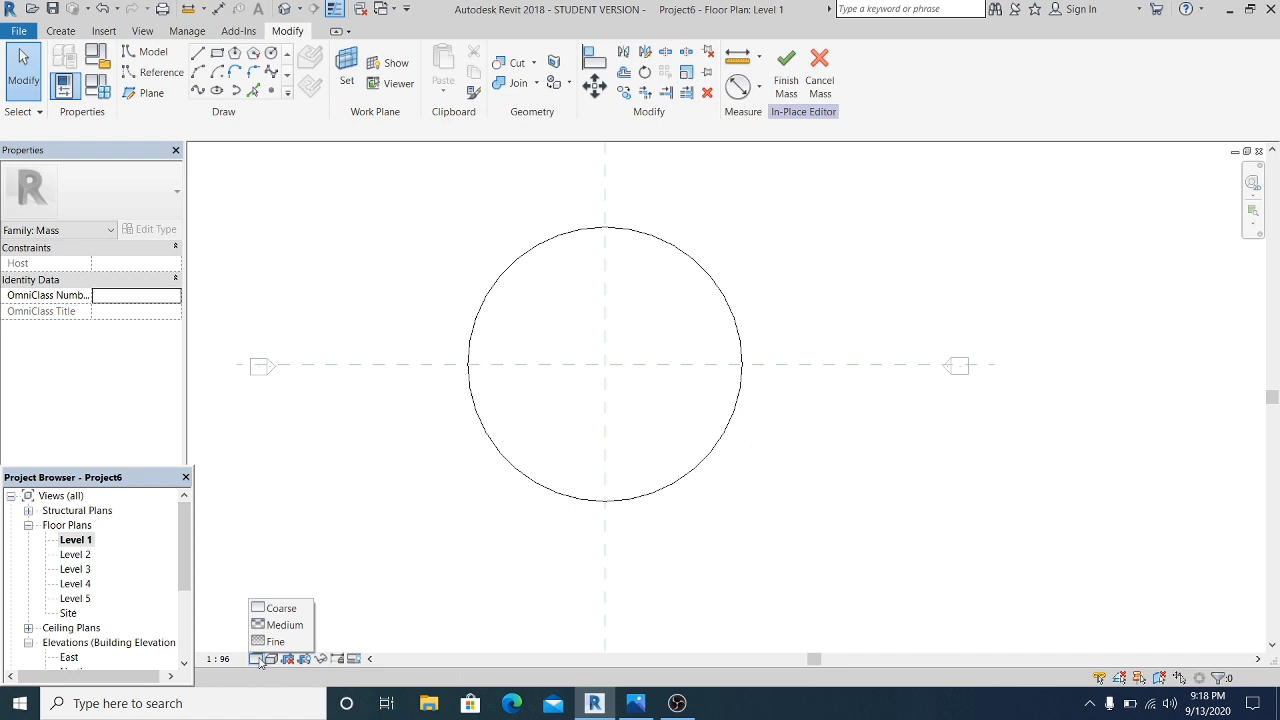 Autodesk Revit 2018 - STUDENT VERSION - Project6 - Floor Plan: Level 1
Type a keyword or phrase
Sign In
File Create Insert View Manage Add-Ins Modify
Modify
Model
Reference
Plane
Set
Show
Viewer
Paste
Cut
Join
Finish Mass
Cancel Mass
Select Properties Draw Work Plane Clipboard Geometry Modify Measure In-Place Editor
Properties
Family: Mass Edit Type
Constraints
Host
Identity Data
OmniClass Numb...
OmniClass Title
Project Browser - Project6
Views (all)
Structural Plans
Floor Plans
Level 1
Level 2
Level 3
Level 4
Level 5
Site
Ceiling Plans
Elevations (Building Elevation
East
Coarse
Medium
Fine
1 : 96
:0
Type here to search
9:18 PM
9/13/2020